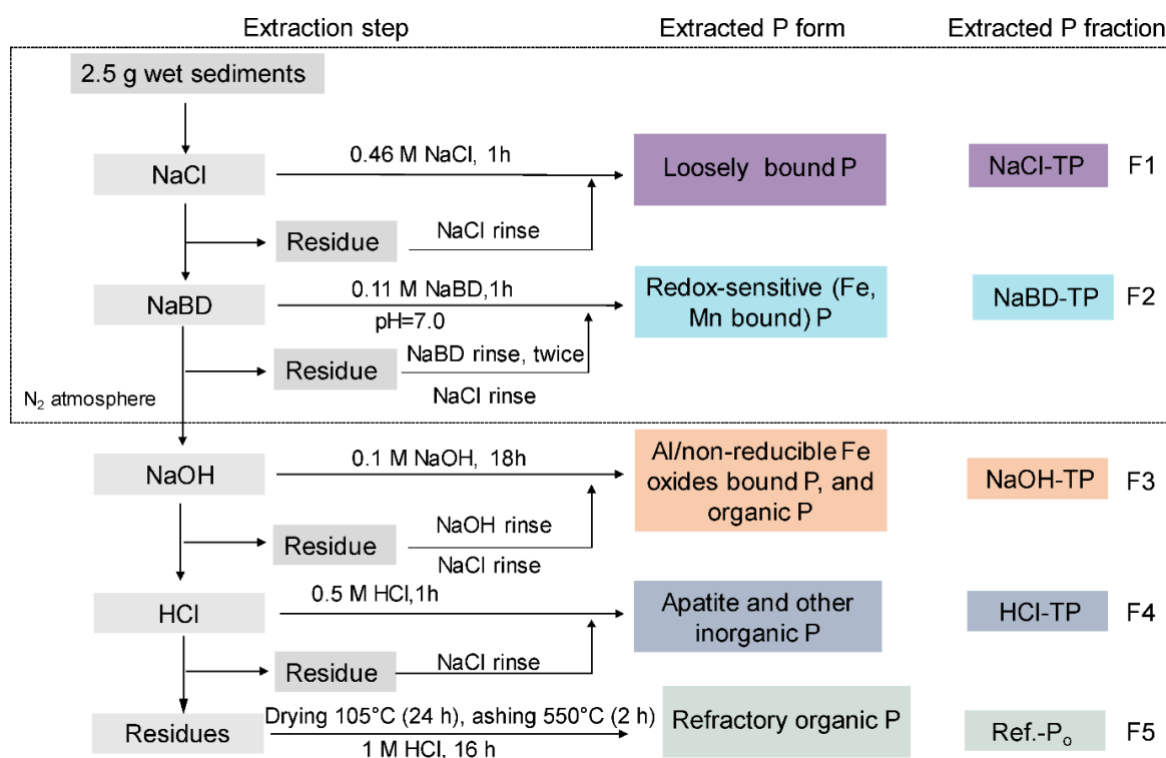 Extraction step
Extracted P form
Extracted P fraction
2.5 g wet sediments
NaCl
0.46 M NaCl, 1h
Loosely bound P
NaCl-TP
F1
Residue
NaCl rinse
NaBD
0.11 M NaBD,1h
pH=7.0
Redox-sensitive (Fe,
Mn bound) P
NaBD-TP
F2
Residue
NaBD rinse, twice
NaCl rinse
N₂ atmosphere
NaOH
0.1 M NaOH, 18h
Al/non-reducible Fe
oxides bound P, and
organic P
NaOH-TP
F3
Residue
NaOH rinse
NaCl rinse
HCl
0.5 M HCl,1h
Apatite and other
inorganic P
HCl-TP
F4
Residue
NaCl rinse
Residues
Drying 105°C (24 h), ashing 550°C (2 h)
1 M HCl, 16 h
Refractory organic P
Ref.-Pₒ
F5